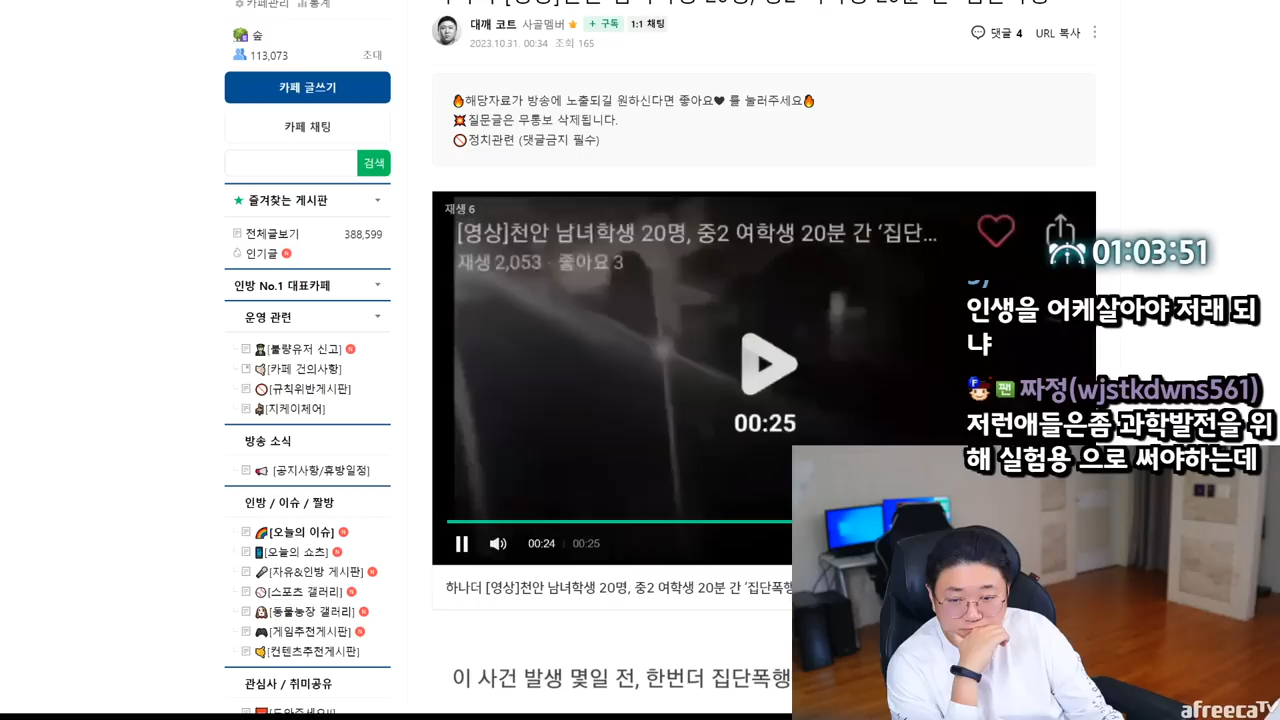 카페관리 통계
숲
113,073 초대
카페 글쓰기
카페 채팅
검색
★ 즐겨찾는 게시판
전체글보기 388,599
인기글 N
인방 No.1 대표카페
운영 관련
[불량유저 신고] N
[카페 건의사항]
[규칙위반게시판]
[지케이체어]
방송 소식
[공지사항/휴방일정]
인방 / 이슈 / 짤방
[오늘의 이슈] N
[오늘의 쇼츠] N
[자유&인방 게시판] N
[스포츠 갤러리] N
[동물농장 갤러리] N
[게임추천게시판] N
[컨텐츠추천게시판]
관심사 / 취미공유
대깨 코트 사골멤버 + 구독 1:1 채팅
2023.10.31. 00:34 조회 165
댓글 4 URL 복사
🔥해당자료가 방송에 노출되길 원하신다면 좋아요❤ 를 눌러주세요🔥
💥질문글은 무통보 삭제됩니다.
🚫정치관련 (댓글금지 필수)
재생 6
[영상]천안 남녀학생 20명, 중2 여학생 20분 간 ‘집단...
재생 2,053 · 좋아요 3
00:25
00:24 00:25
하나더 [영상]천안 남녀학생 20명, 중2 여학생 20분 간 ‘집단폭행
이 사건 발생 몇일 전, 한번더 집단폭행
01:03:51
인생을 어케살아야 저래 되
냐
F 팬 짜정(wjstkdwns561)
저런애들은좀 과학발전을 위
해 실험용 으로 써야하는데
afreecaTV